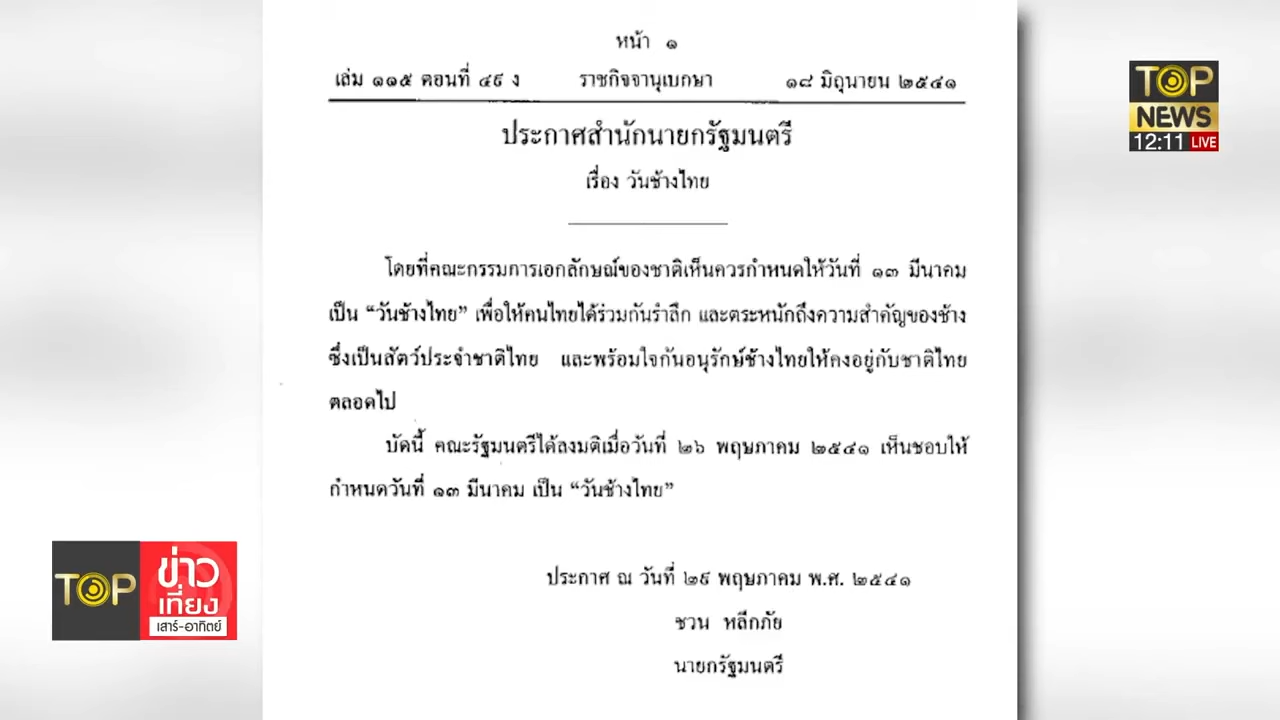 หน้า ๑
เล่ม ๑๑๕ ตอนที่ ๔๙ ง ราชกิจจานุเบกษา ๑๘ มิถุนายน ๒๕๔๑
ประกาศสำนักนายกรัฐมนตรี
เรื่อง วันช้างไทย
โดยที่คณะกรรมการเอกลักษณ์ของชาติเห็นควรกำหนดให้วันที่ ๑๓ มีนาคม
เป็น “วันช้างไทย” เพื่อให้คนไทยได้ร่วมกันรำลึก และตระหนักถึงความสำคัญของช้าง
ซึ่งเป็นสัตว์ประจำชาติไทย และพร้อมใจกันอนุรักษ์ช้างไทยให้คงอยู่กับชาติไทย
ตลอดไป
บัดนี้ คณะรัฐมนตรีได้ลงมติเมื่อวันที่ ๒๖ พฤษภาคม ๒๕๔๑ เห็นชอบให้
กำหนดวันที่ ๑๓ มีนาคม เป็น “วันช้างไทย”
ประกาศ ณ วันที่ ๒๙ พฤษภาคม พ.ศ. ๒๕๔๑
ชวน หลีกภัย
นายกรัฐมนตรี
TOP
NEWS
12:11 LIVE
TOP
ข่าว
เที่ยง
เสาร์-อาทิตย์